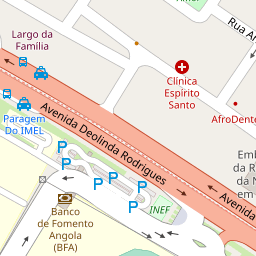 Largo da
Família
Rua
Clínica
Espírito
Santo
AfroDente
Paragem
Do IMEL
Avenida Deolinda Rodrigues
Avenida
Emb
da R
da
em
P
P
P
P
P
P
INEF
Banco
de Fomento
Angola
(BFA)